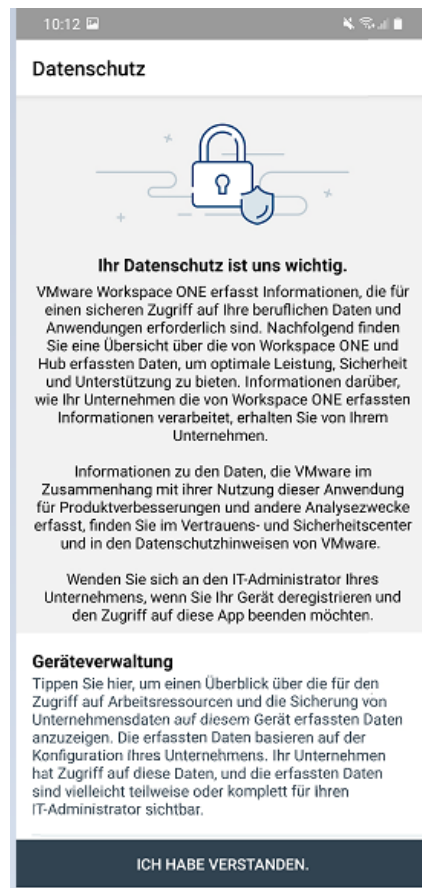 10:12
Datenschutz
Ihr Datenschutz ist uns wichtig.
VMware Workspace ONE erfasst Informationen, die für
einen sicheren Zugriff auf Ihre beruflichen Daten und
Anwendungen erforderlich sind. Nachfolgend finden
Sie eine Übersicht über die von Workspace ONE und
Hub erfassten Daten, um optimale Leistung, Sicherheit
und Unterstützung zu bieten. Informationen darüber,
wie Ihr Unternehmen die von Workspace ONE erfassten
Informationen verarbeitet, erhalten Sie von Ihrem
Unternehmen.
Informationen zu den Daten, die VMware im
Zusammenhang mit ihrer Nutzung dieser Anwendung
für Produktverbesserungen und andere Analysezwecke
erfasst, finden Sie im Vertrauens- und Sicherheitscenter
und in den Datenschutzhinweisen von VMware.
Wenden Sie sich an den IT-Administrator Ihres
Unternehmens, wenn Sie Ihr Gerät deregistrieren und
den Zugriff auf diese App beenden möchten.
Geräteverwaltung
Tippen Sie hier, um einen Überblick über die für den
Zugriff auf Arbeitsressourcen und die Sicherung von
Unternehmensdaten auf diesem Gerät erfassten Daten
anzuzeigen. Die erfassten Daten basieren auf der
Konfiguration Ihres Unternehmens. Ihr Unternehmen
hat Zugriff auf diese Daten, und die erfassten Daten
sind vielleicht teilweise oder komplett für Ihren
IT-Administrator sichtbar.
ICH HABE VERSTANDEN.